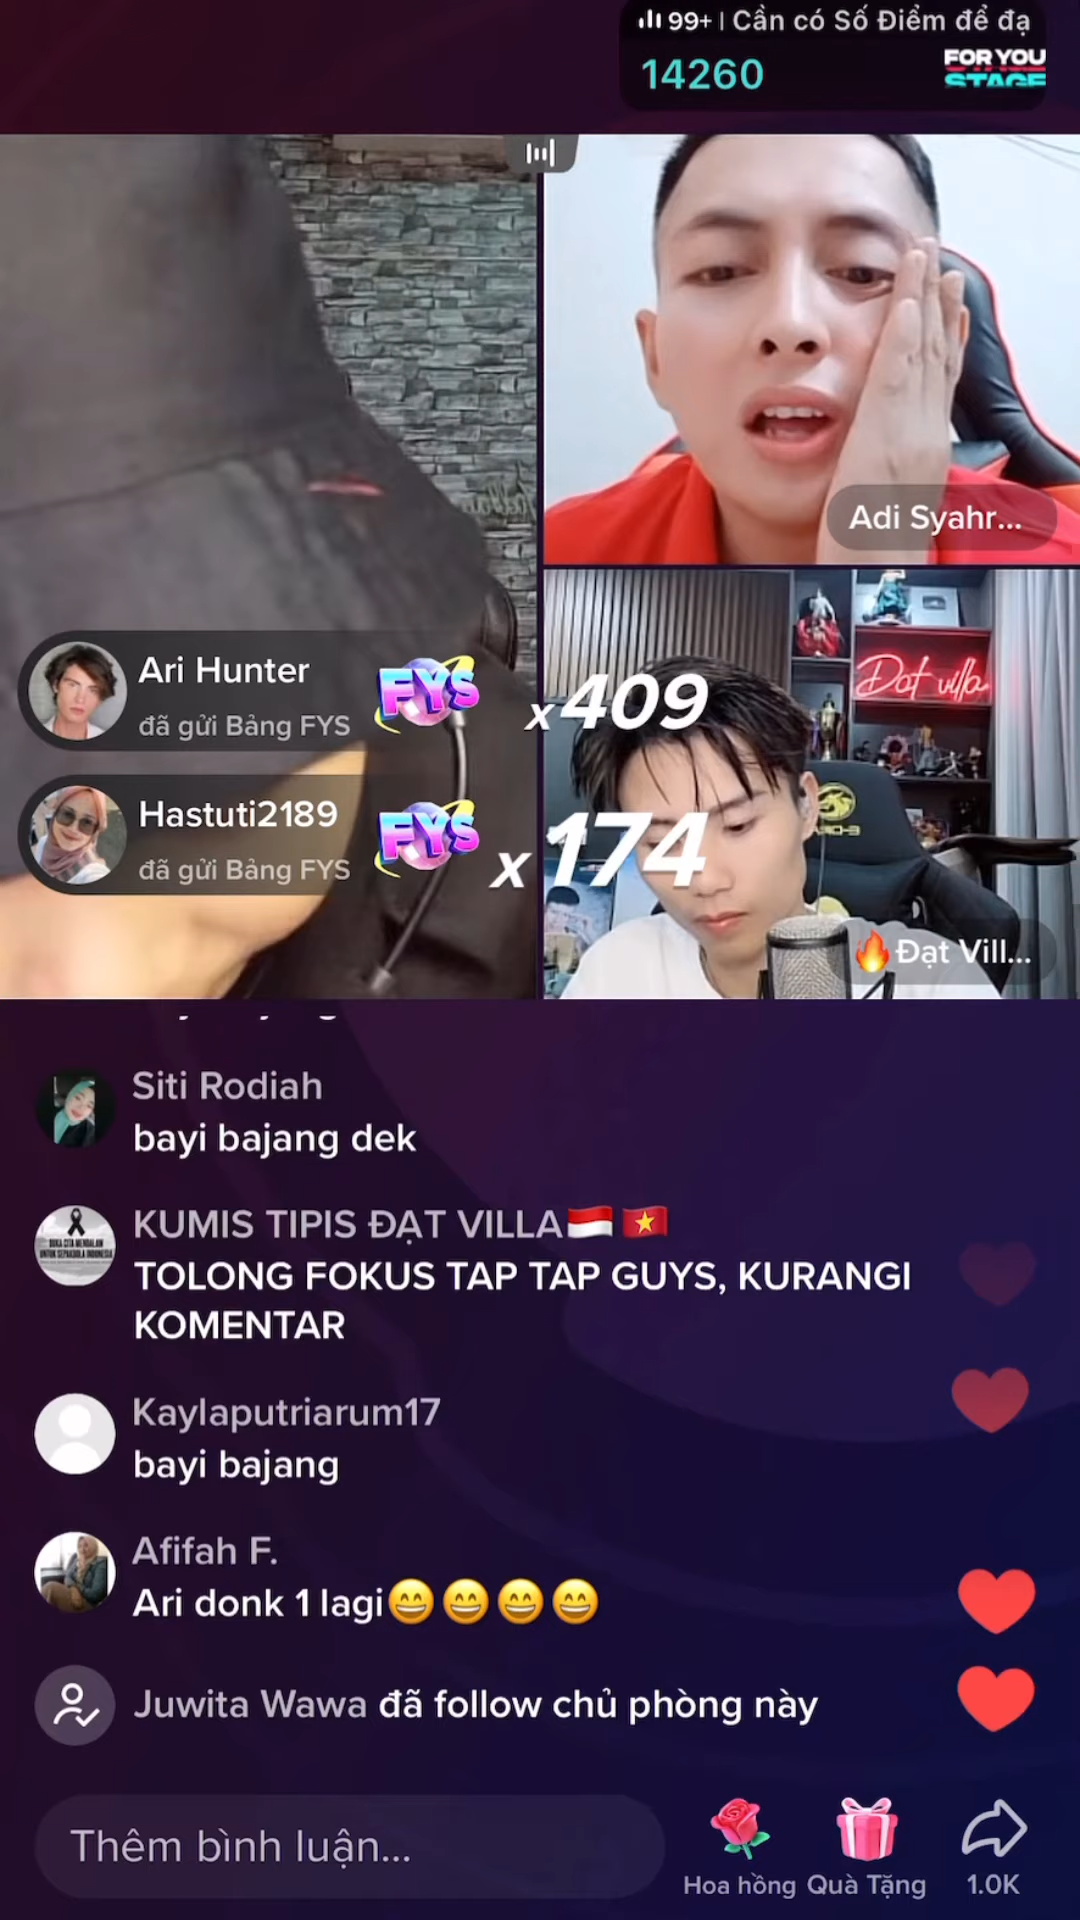 99+ | Cần có Số Điểm để đạ
14260
FOR YOU
STAGE
Adi Syahr...
Dat villa
Ari Hunter
đã gửi Bảng FYS
FYS
x409
Hastuti2189
đã gửi Bảng FYS
FYS
x174
🔥Đạt Vill...
Siti Rodiah
bayi bajang dek
KUMIS TIPIS ĐẠT VILLA🇮🇩 🇻🇳
TOLONG FOKUS TAP TAP GUYS, KURANGI
KOMENTAR
Kaylaputriarum17
bayi bajang
Afifah F.
Ari donk 1 lagi😄😄😄😄
Juwita Wawa đã follow chủ phòng này
Thêm bình luận...
Hoa hồng
Quà Tặng
1.0K